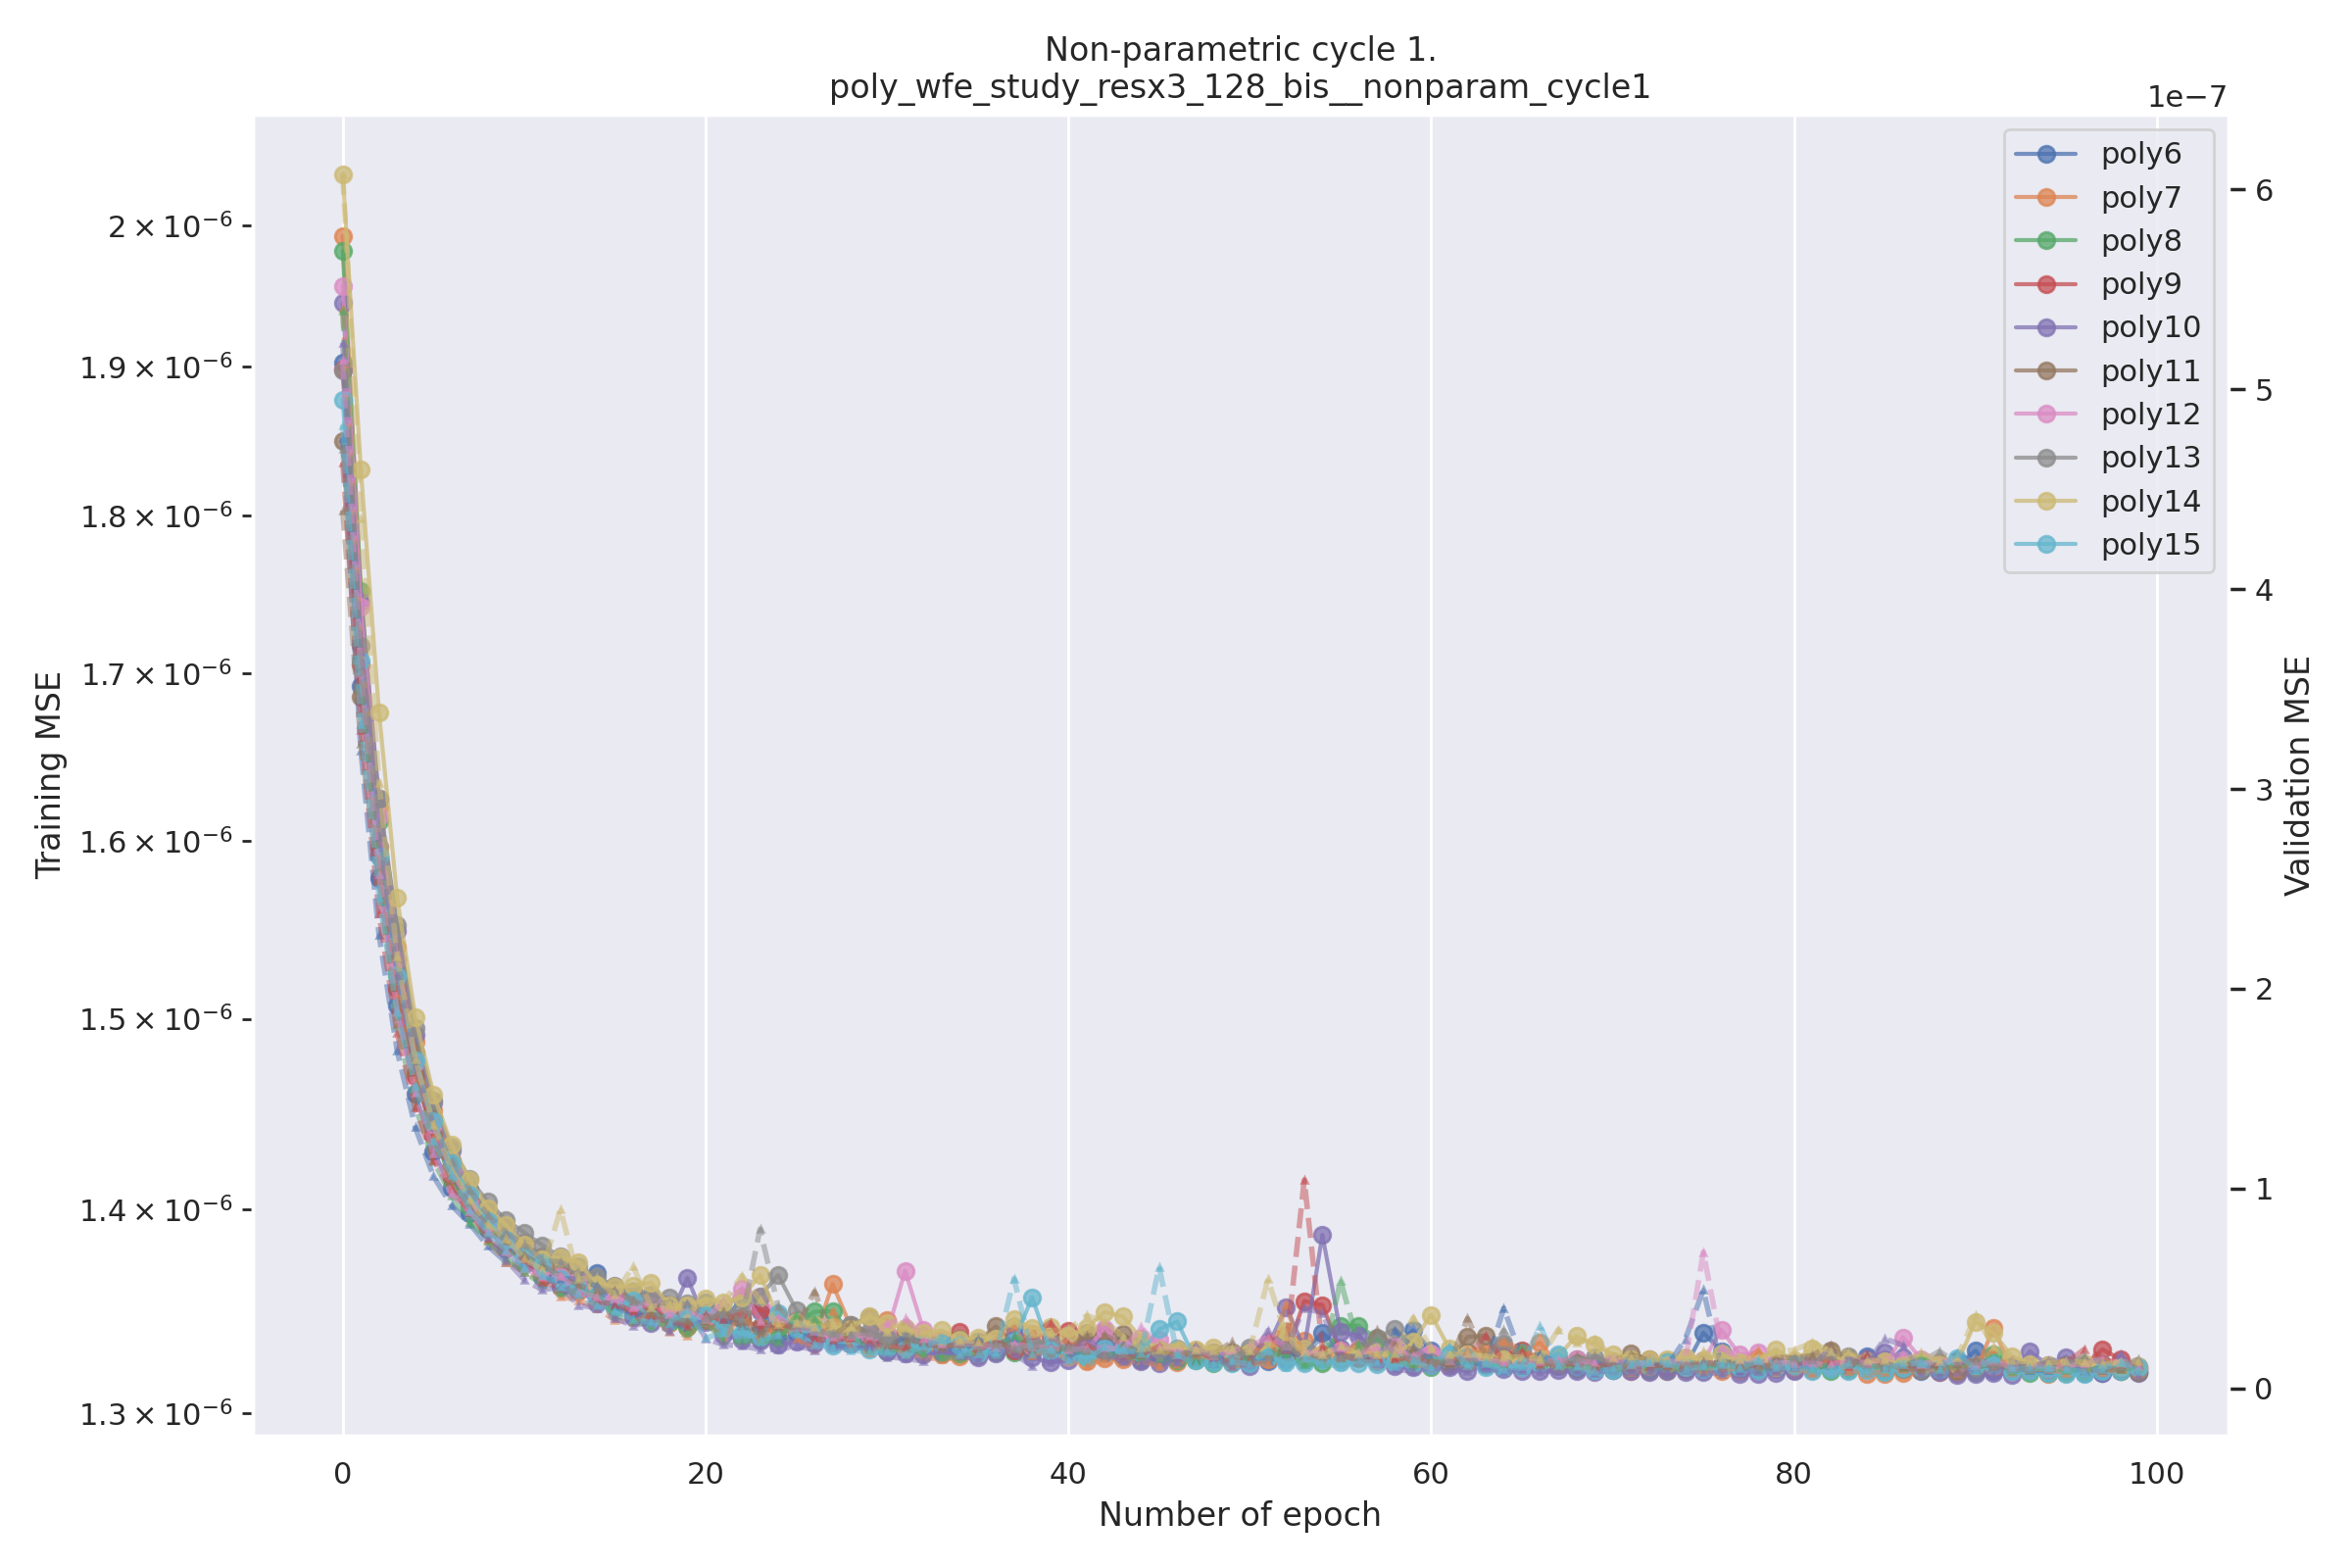 Non-parametric cycle 1.
poly_wfe_study_resx3_128_bis__nonparam_cycle1
1e−7
Training MSE
2 × 10⁻⁶
1.9 × 10⁻⁶
1.8 × 10⁻⁶
1.7 × 10⁻⁶
1.6 × 10⁻⁶
1.5 × 10⁻⁶
1.4 × 10⁻⁶
1.3 × 10⁻⁶
poly6
poly7
poly8
poly9
poly10
poly11
poly12
poly13
poly14
poly15
6
5
4
3
2
1
0
Validation MSE
0 20 40 60 80 100
Number of epoch